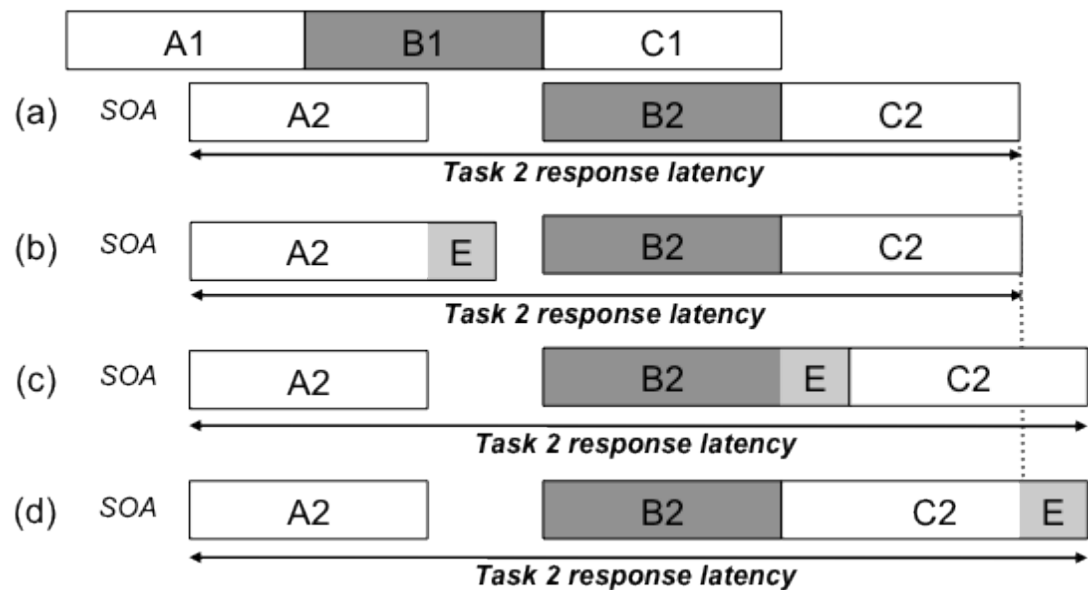 A1 B1 C1
(a) SOA A2 B2 C2
Task 2 response latency
(b) SOA A2 E B2 C2
Task 2 response latency
(c) SOA A2 B2 E C2
Task 2 response latency
(d) SOA A2 B2 C2 E
Task 2 response latency